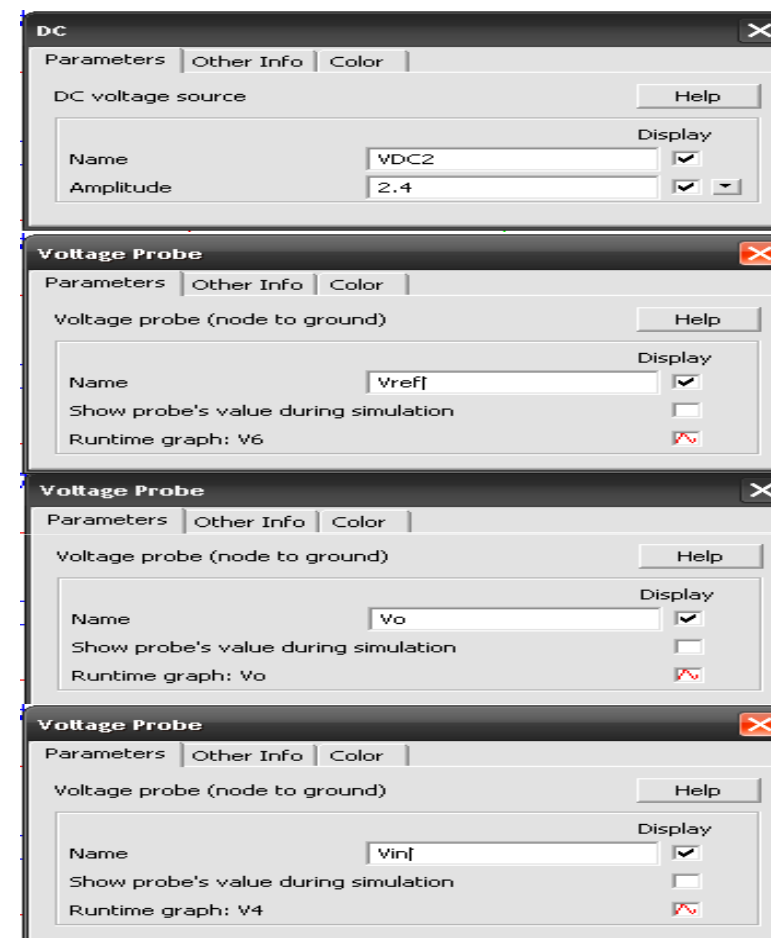 DC
Parameters Other Info Color
DC voltage source Help
Display
Name VDC2
Amplitude 2.4
Voltage Probe
Parameters Other Info Color
Voltage probe (node to ground) Help
Display
Name Vref
Show probe's value during simulation
Runtime graph: V6
Voltage Probe
Parameters Other Info Color
Voltage probe (node to ground) Help
Display
Name Vo
Show probe's value during simulation
Runtime graph: Vo
Voltage Probe
Parameters Other Info Color
Voltage probe (node to ground) Help
Display
Name Vin
Show probe's value during simulation
Runtime graph: V4